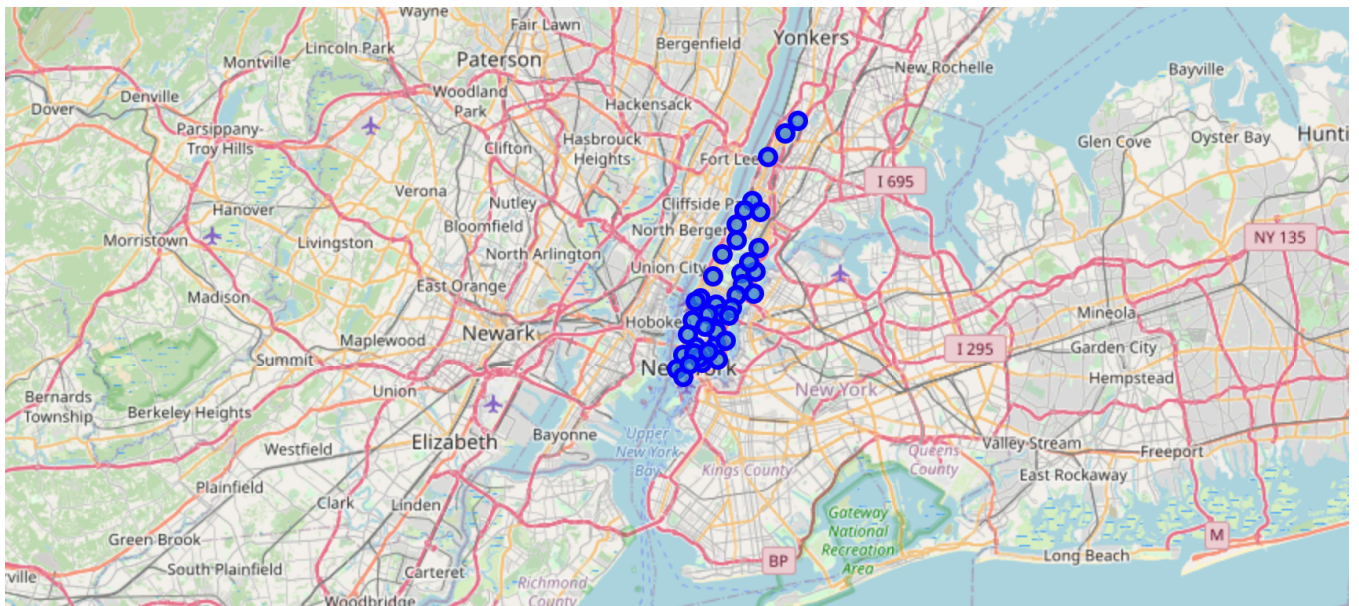 Wayne
Fair Lawn
Yonkers
Lincoln Park
Bergenfield
Montville
Paterson
New Rochelle
Bayville
Dover
Denville
Woodland
Park
Hackensack
Parsippany-
Troy Hills
Clifton
Hasbrouck
Heights
Fort Lee
Glen Cove
Oyster Bay
Hunti
Verona
Nutley
I 695
Hanover
Cliffside Pa
Bloomfield
North Bergen
Morristown
Livingston
North Arlington
NY 135
Union City
Madison
East Orange
Hoboke
Mineola
Newark
Maplewood
Summit
I 295
Garden City
New York
Union
New York
Hempstead
Bernards
Township
Berkeley Heights
Elizabeth
Bayonne
Upper
New York
Bay
Valley Stream
Westfield
Queens
County
Freeport
Kings County
East Rockaway
Plainfield
Clark
Linden
Gateway
National
Recreation
Area
Green Brook
M
Long Beach
BP
South Plainfield
Carteret
ville
Richmond
County
Woodbridge